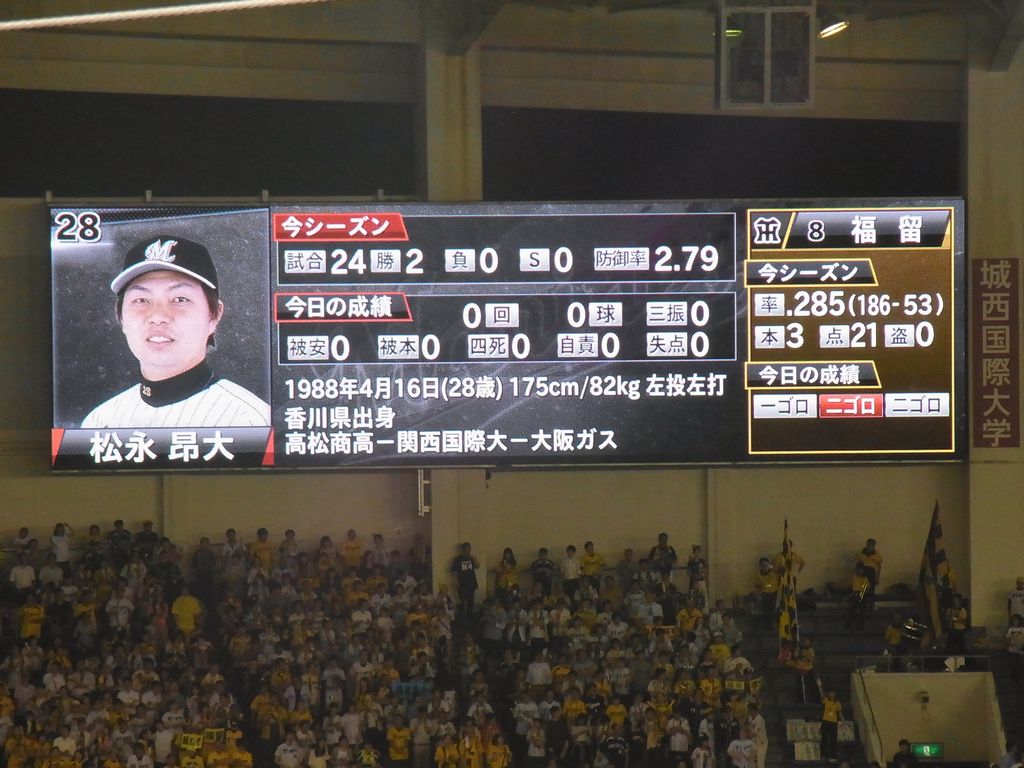 28
M
松永 昂大
今シーズン
試合24 勝2 負0 S0 防御率2.79
今日の成績
0回 0球 三振0
被安0 被本0 四死0 自責0 失点0
1988年4月16日(28歳) 175cm/82kg 左投左打
香川県出身
高松商高－関西国際大－大阪ガス
8 福留
今シーズン
率.285(186-53)
本3 点21 盗0
今日の成績
一ゴロ 二ゴロ 二ゴロ
城西国際大学